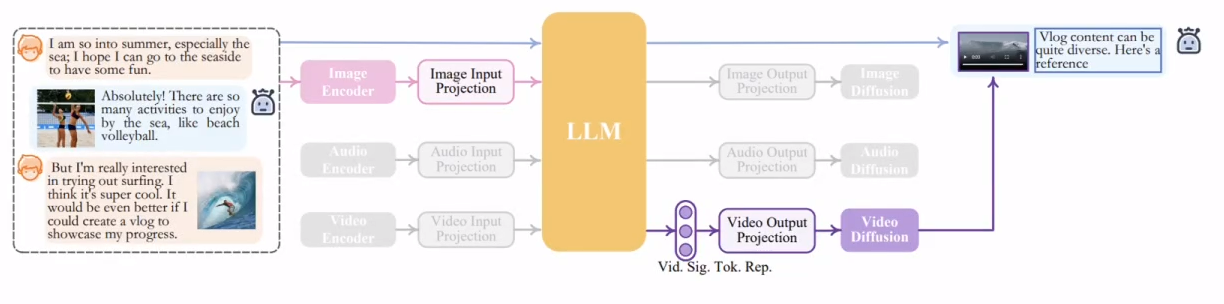 I am so into summer, especially the
sea; I hope I can go to the seaside
to have some fun.
Absolutely! There are so
many activities to enjoy
by the sea, like beach
volleyball.
But I'm really interested
in trying out surfing. I
think it's super cool. It
would be even better if I
could create a vlog to
showcase my progress.
Image
Encoder
Image Input
Projection
Audio
Encoder
Audio Input
Projection
Video
Encoder
Video Input
Projection
LLM
Image Output
Projection
Image
Diffusion
Audio Output
Projection
Audio
Diffusion
Vid. Sig. Tok. Rep.
Video Output
Projection
Video
Diffusion
Vlog content can be
quite diverse. Here's a
reference